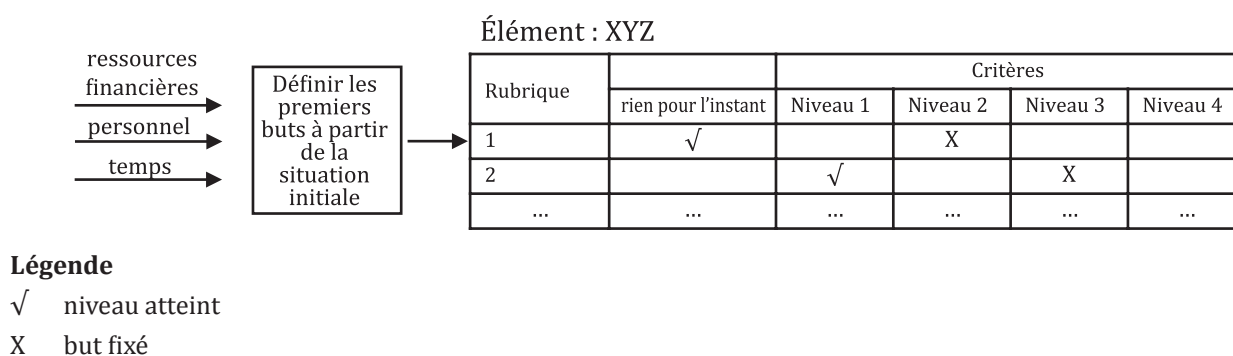 Élément : XYZ
ressources
financières
personnel
temps
Définir les
premiers
buts à partir
de la
situation
initiale
Rubrique Critères
rien pour l'instant Niveau 1 Niveau 2 Niveau 3 Niveau 4
1 √ X
2 √ X
... ... ... ... ... ...
Légende
√ niveau atteint
X but fixé